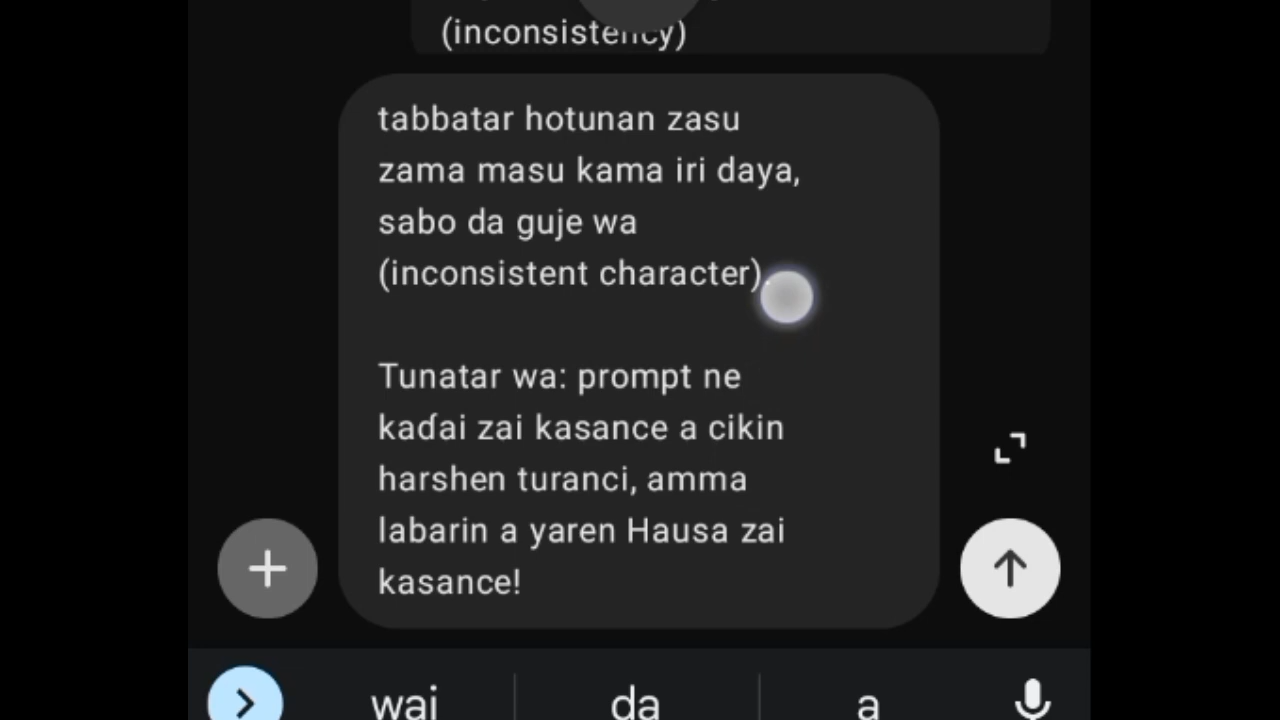 (inconsistency)
tabbatar hotunan zasu
zama masu kama iri daya,
sabo da guje wa
(inconsistent character).
Tunatar wa: prompt ne
kaɗai zai kasance a cikin
harshen turanci, amma
labarin a yaren Hausa zai
kasance!
wai da a